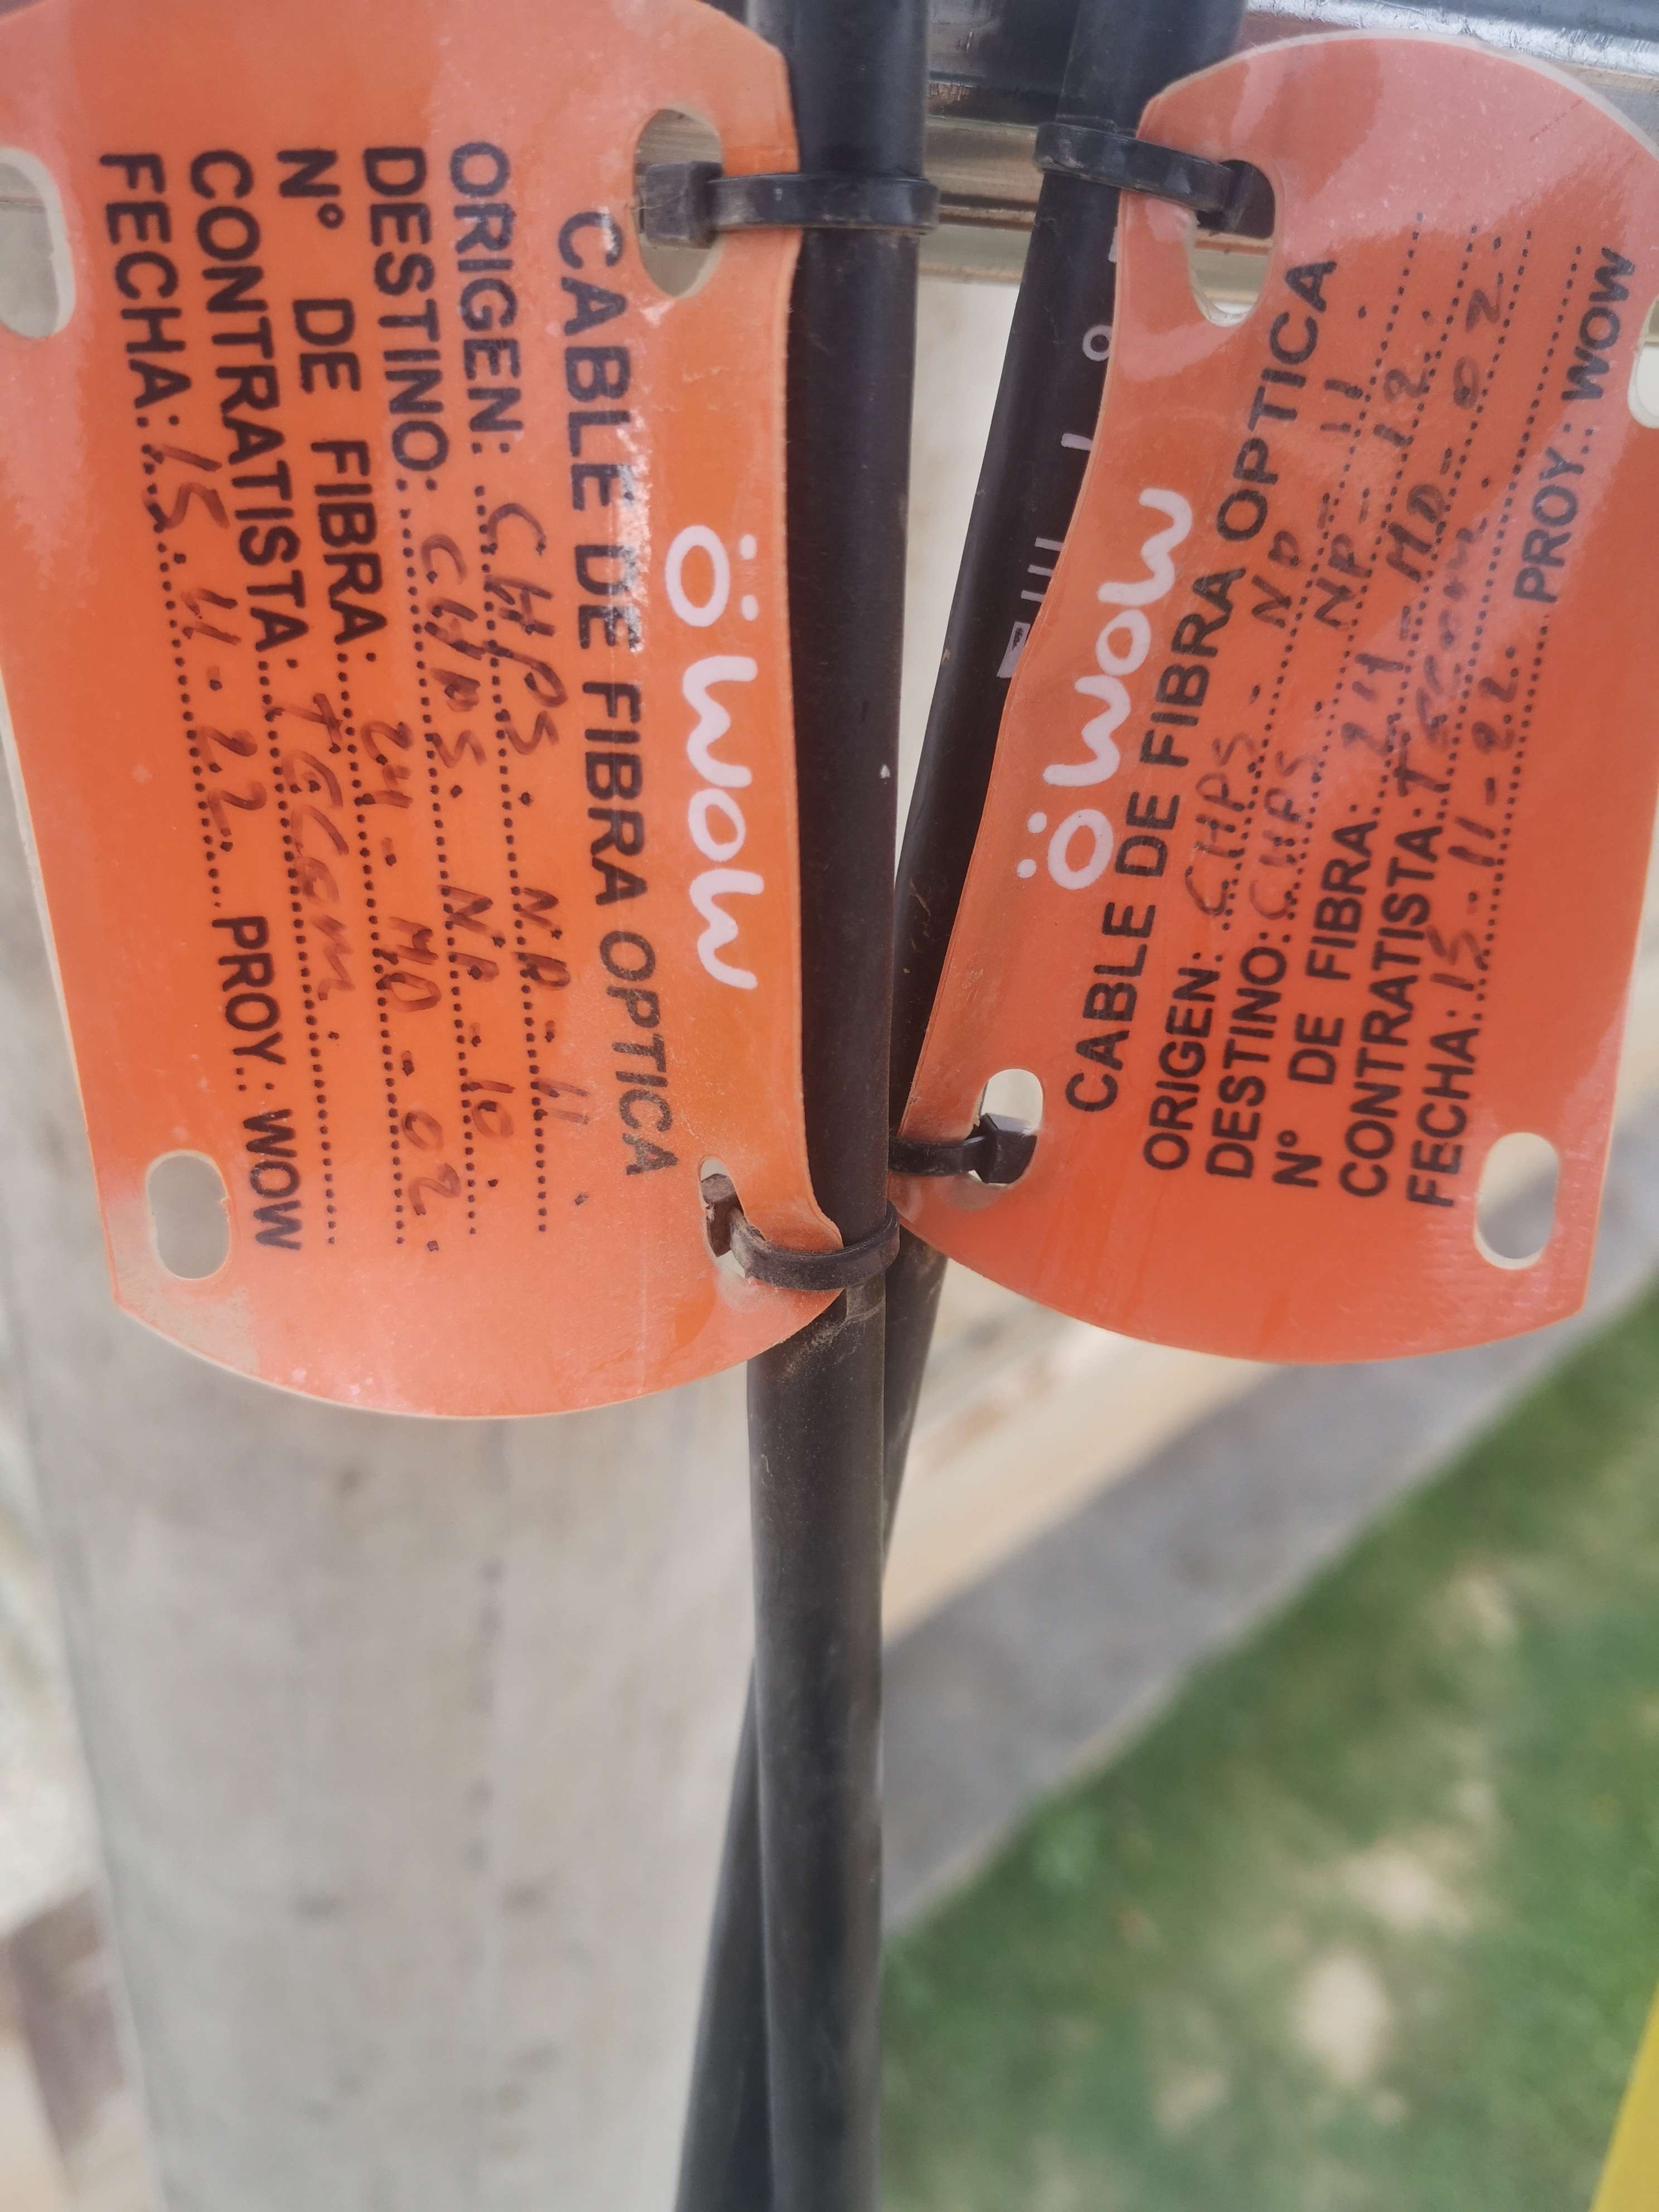 ö wow
CABLE DE FIBRA OPTICA
ORIGEN: CHPS. NP-11
DESTINO: CHPS. NP-10
N° DE FIBRA: 24-MD-02.
CONTRATISTA: TECCOM.
FECHA: 15.11-22. PROY.: WOW
ö wow
CABLE DE FIBRA OPTICA
ORIGEN: CHPS. NP-11.
DESTINO: CHPS. NP-12.
N° DE FIBRA: 24-MD-02.
CONTRATISTA: TECCOM.
FECHA: 15-11-22. PROY.: WOW